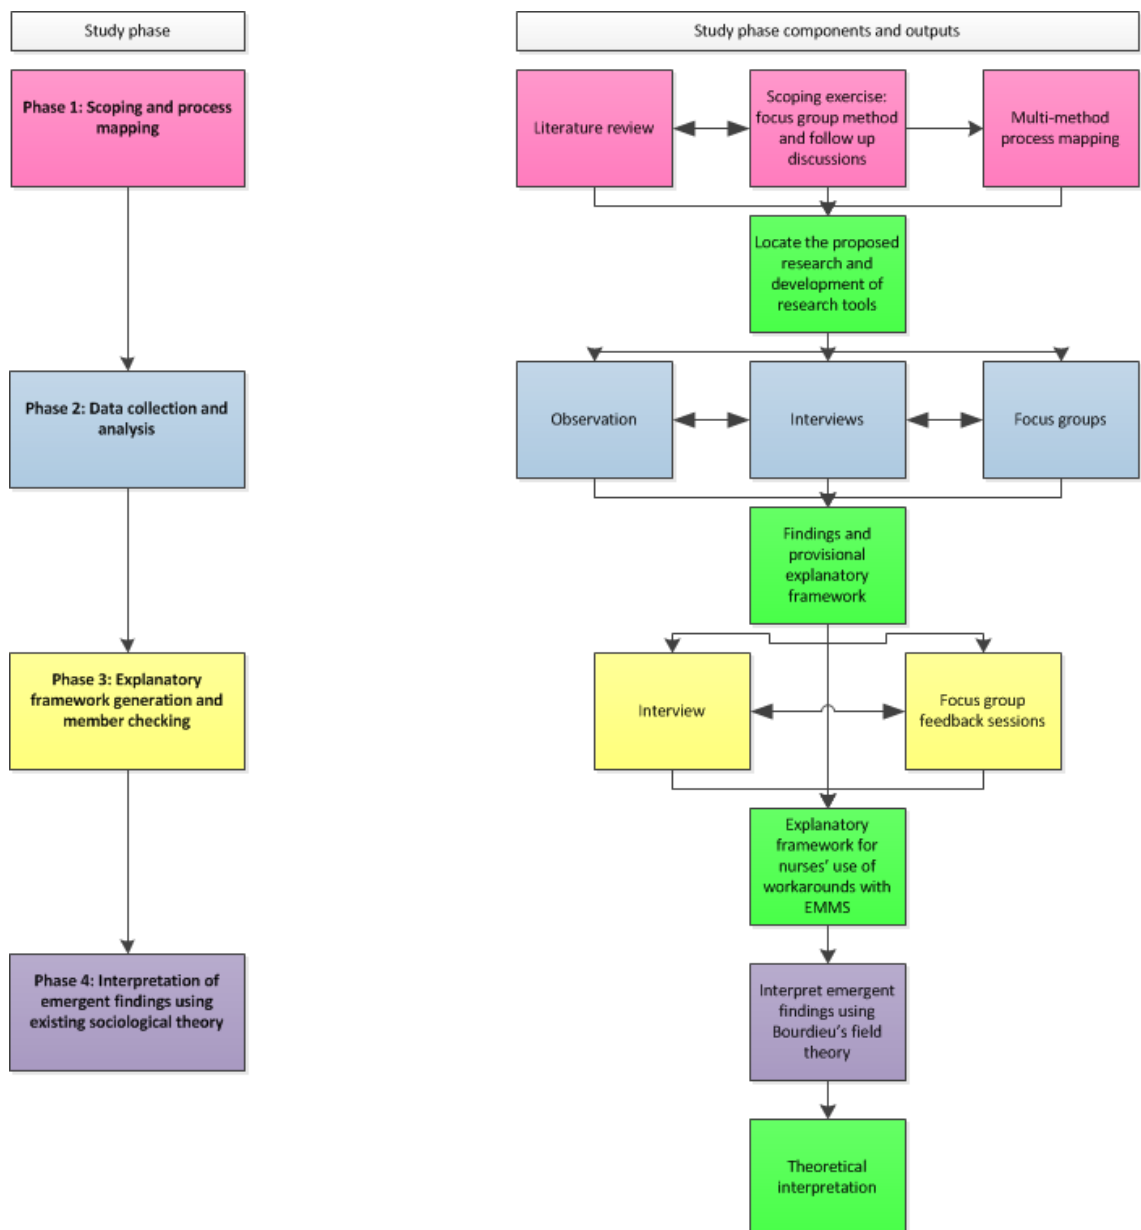 Study phase
Study phase components and outputs
Phase 1: Scoping and process
mapping
Literature review
Scoping exercise:
focus group method
and follow up
discussions
Multi-method
process mapping
Locate the proposed
research and
development of
research tools
Phase 2: Data collection and
analysis
Observation
Interviews
Focus groups
Findings and
provisional
explanatory
framework
Phase 3: Explanatory
framework generation and
member checking
Interview
Focus group
feedback sessions
Explanatory
framework for
nurses’ use of
workarounds with
EMMS
Phase 4: Interpretation of
emergent findings using
existing sociological theory
Interpret emergent
findings using
Bourdieu’s field
theory
Theoretical
interpretation